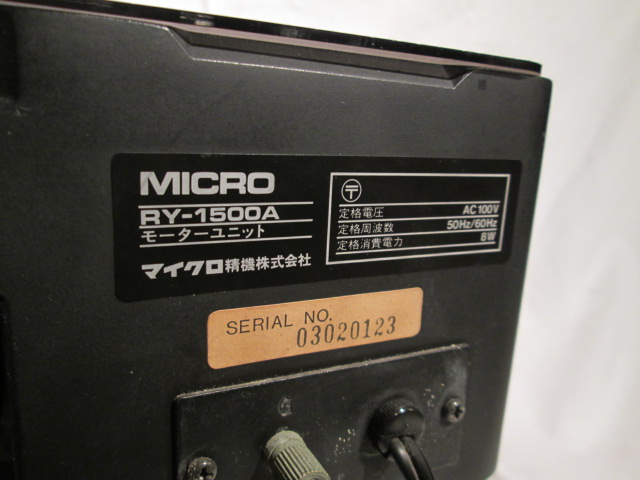 MICRO
RY-1500A
モーターユニット
マイクロ精機株式会社
〒
定格電圧 AC100V
定格周波数 50Hz/60Hz
定格消費電力 8W
SERIAL NO.
03020123
G